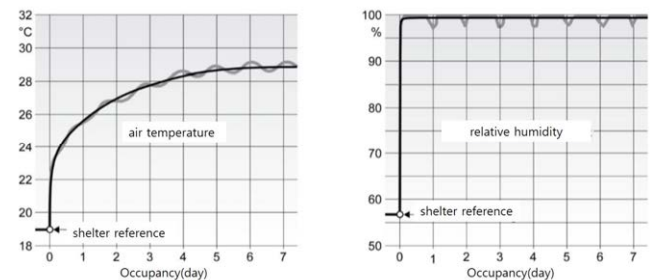 32
°C
30
28
26
24
22
20
18
air temperature
shelter reference
0 1 2 3 4 5 6 7
Occupancy(day)
100
%
90
80
70
60
50
relative humidity
shelter reference
0 1 2 3 4 5 6 7
Occupancy(day)